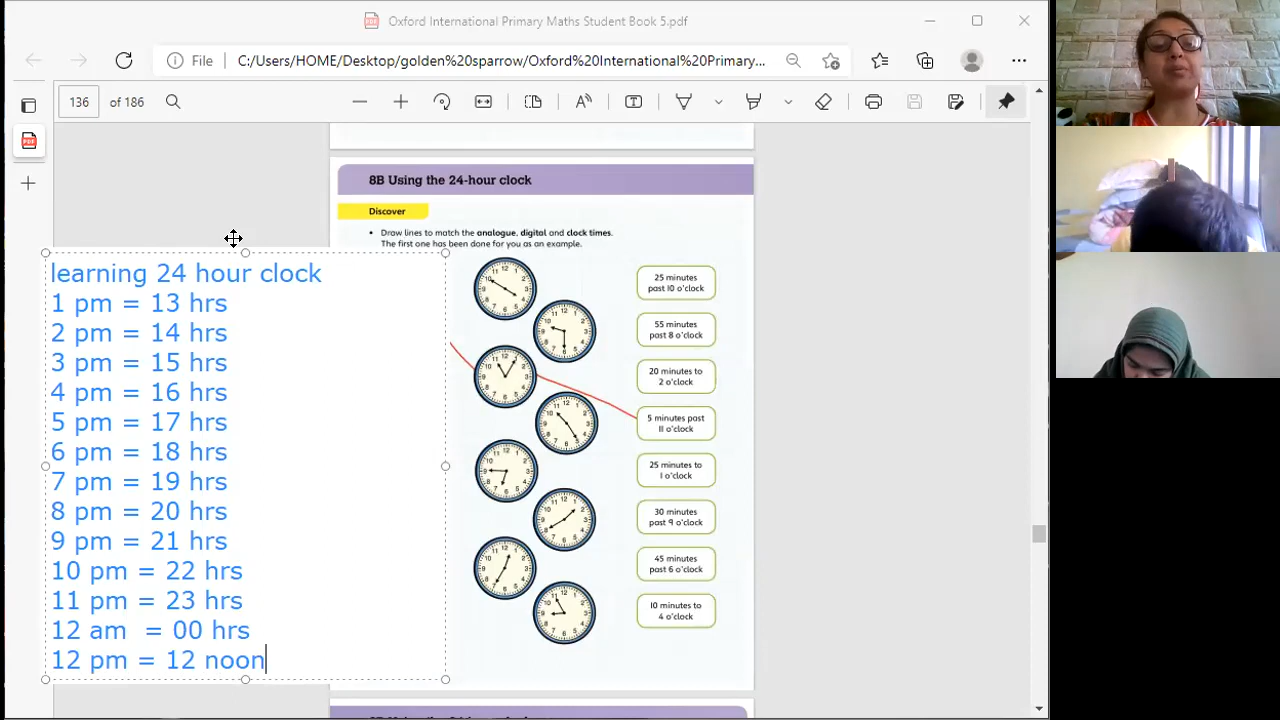 Oxford International Primary Maths Student Book 5.pdf
File C:/Users/HOME/Desktop/golden%20sparrow/Oxford%20International%20Primary...
136 of 186
8B Using the 24-hour clock
Discover
• Draw lines to match the analogue, digital and clock times.
The first one has been done for you as an example.
learning 24 hour clock
1 pm = 13 hrs
2 pm = 14 hrs
3 pm = 15 hrs
4 pm = 16 hrs
5 pm = 17 hrs
6 pm = 18 hrs
7 pm = 19 hrs
8 pm = 20 hrs
9 pm = 21 hrs
10 pm = 22 hrs
11 pm = 23 hrs
12 am = 00 hrs
12 pm = 12 noon
25 minutes
past 10 o'clock
55 minutes
past 8 o'clock
20 minutes to
2 o'clock
5 minutes past
11 o'clock
25 minutes to
1 o'clock
30 minutes
past 9 o'clock
45 minutes
past 6 o'clock
10 minutes to
4 o'clock